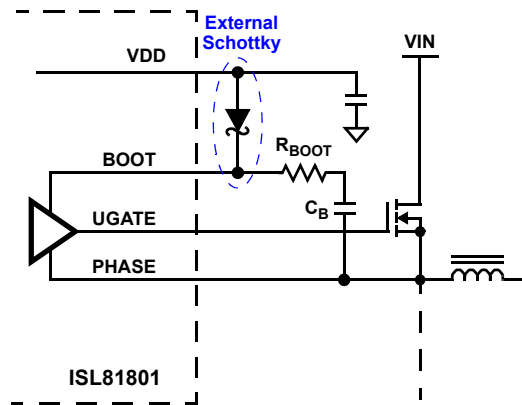 External
Schottky
VDD
VIN
BOOT
RBOOT
CB
UGATE
PHASE
ISL81801